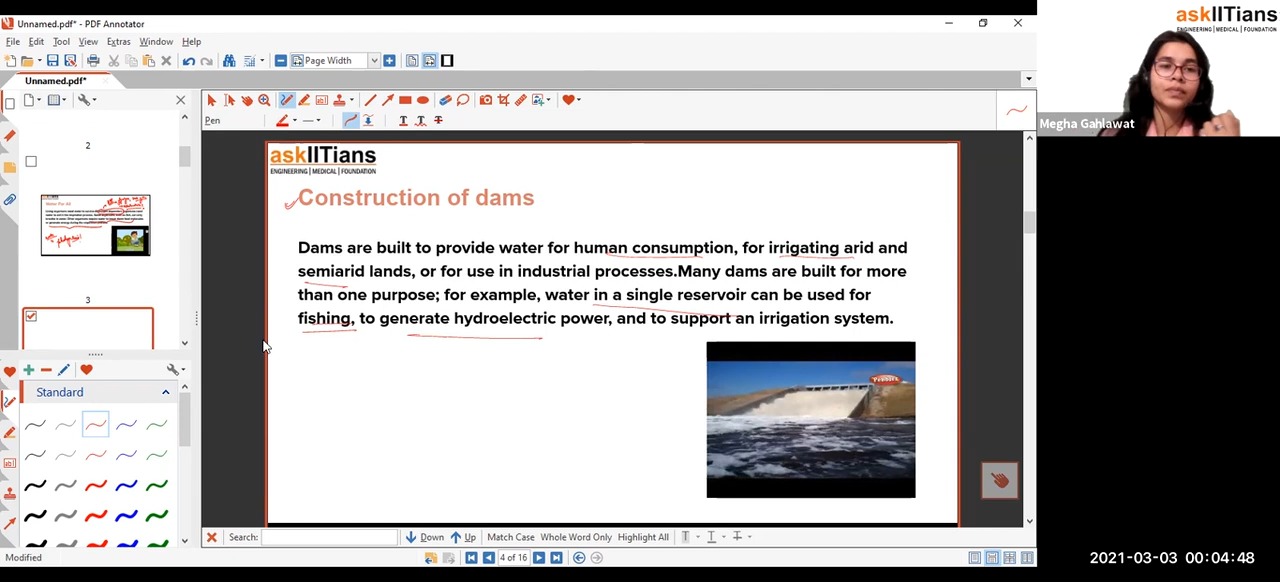 Unnamed.pdf* - PDF Annotator
File Edit Tool View Extras Window Help
Page Width
Unnamed.pdf*
Pen
2
3
Standard
askIITians
ENGINEERING | MEDICAL | FOUNDATION
Construction of dams
Dams are built to provide water for human consumption, for irrigating arid and
semiarid lands, or for use in industrial processes.Many dams are built for more
than one purpose; for example, water in a single reservoir can be used for
fishing, to generate hydroelectric power, and to support an irrigation system.
Pebbles
Search: Down Up Match Case Whole Word Only Highlight All
Modified
4 of 16
askIITians
ENGINEERING | MEDICAL | FOUNDATION
Megha Gahlawat
2021-03-03 00:04:48